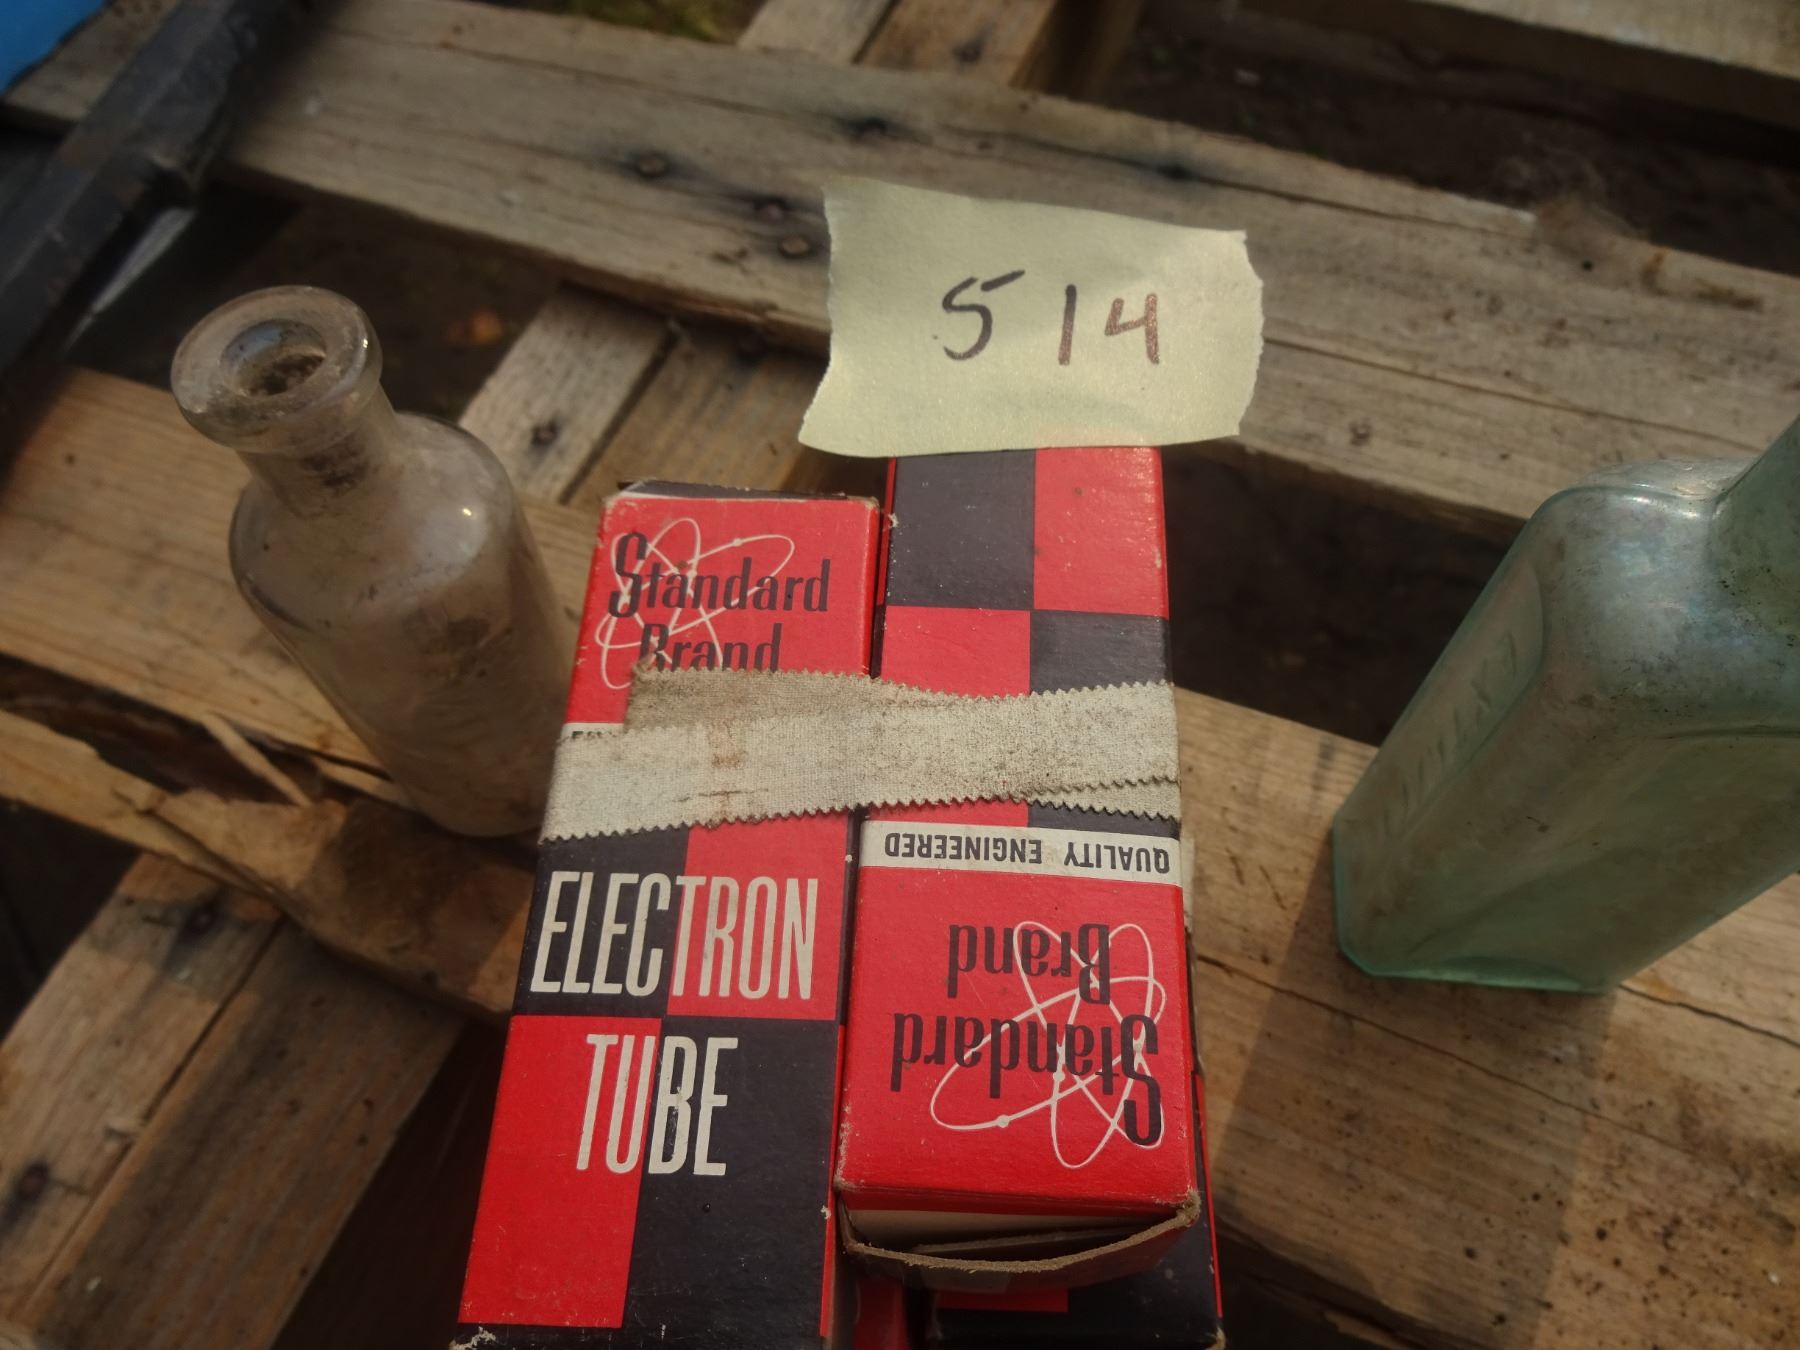 514
Standard
Brand
ELECTRON
TUBE
QUALITY ENGINEERED
Standard
Brand